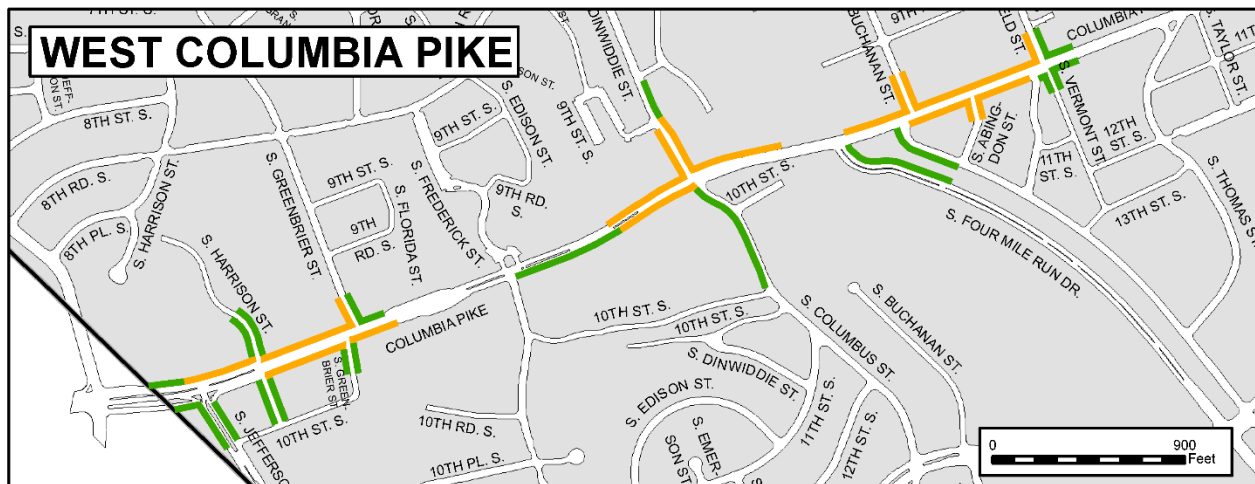 WEST COLUMBIA PIKE
S.
DINWIDDIE ST.
BUCHANAN ST.
9TH ST. S.
COLUMBIA
S. TAYLOR ST.
11TH
S. EDISON ST.
9TH ST. S.
9TH ST. S.
S. VERMONT ST.
8TH ST. S.
S. ABING-
DON ST.
12TH
ST. S.
11TH
ST. S.
8TH RD. S.
S. HARRISON ST.
S. GREENBRIER ST.
9TH ST. S.
S. FREDERICK ST.
S. FLORIDA ST.
9TH RD.
S.
10TH ST. S.
S. THOMAS ST.
8TH PL. S.
9TH
RD. S.
13TH ST. S.
S. FOUR MILE RUN DR.
S. HARRISON ST.
COLUMBIA PIKE
10TH ST. S.
10TH ST. S.
S. COLUMBUS ST.
S. BUCHANAN ST.
S. GREEN-
BRIER ST.
S. DINWIDDIE ST.
S. EDISON ST.
10TH ST. S.
S. JEFFERSO
10TH RD. S.
10TH PL. S.
S. EMER-
SON ST.
11TH ST. S.
12TH ST. S.
0 900
Feet